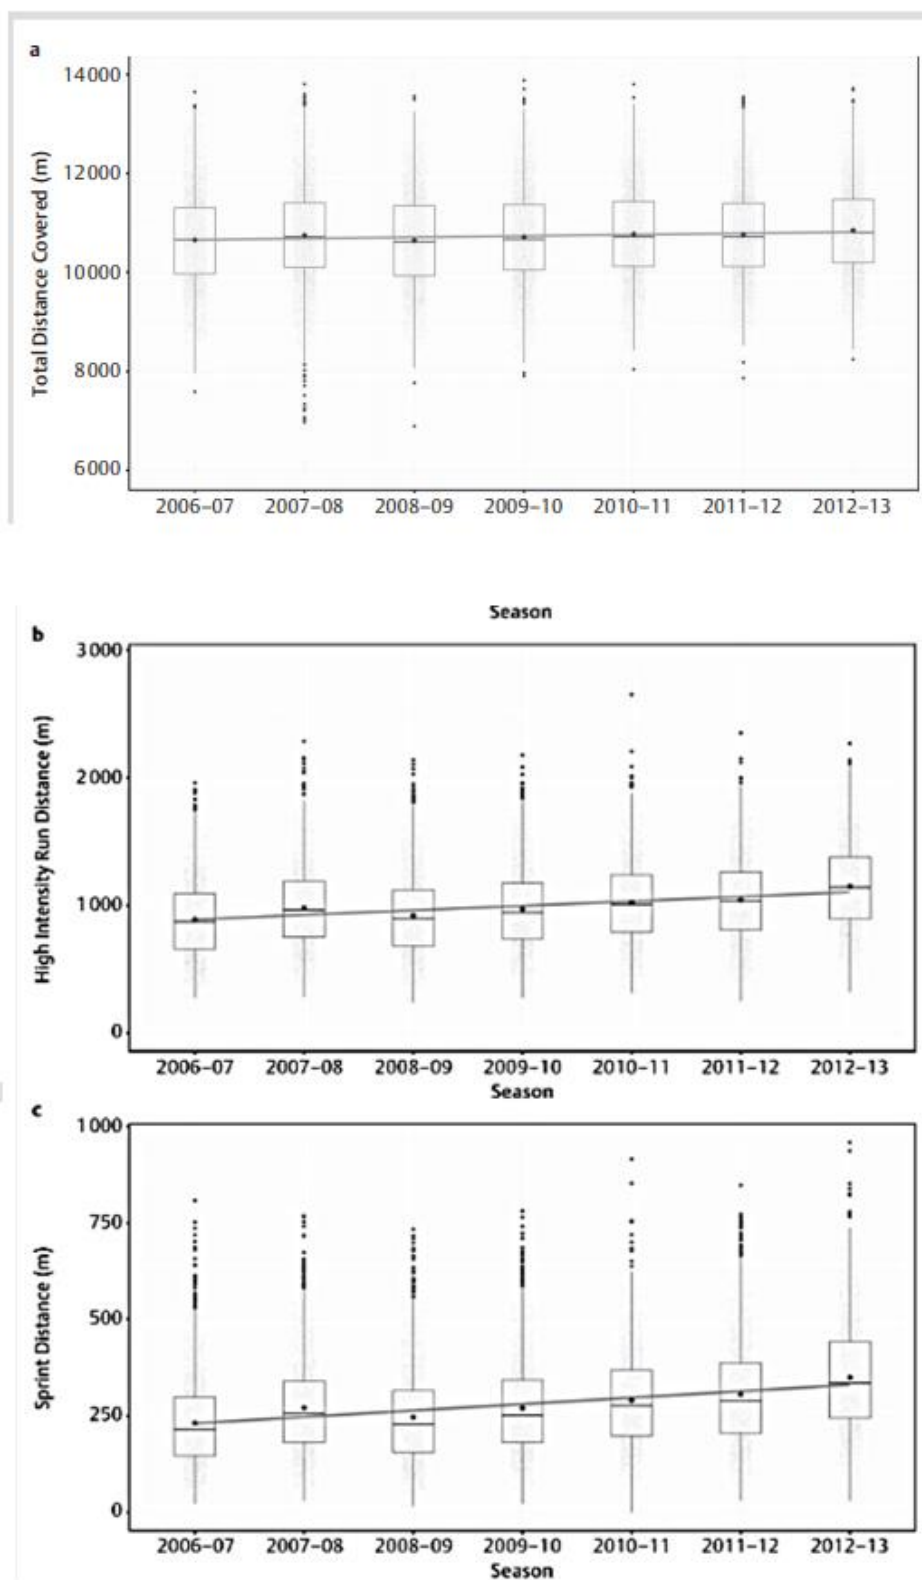 a
Total Distance Covered (m)
14000
12000
10000
8000
6000
2006–07 2007–08 2008–09 2009–10 2010–11 2011–12 2012–13
Season
b
High Intensity Run Distance (m)
3000
2000
1000
0
2006–07 2007–08 2008–09 2009–10 2010–11 2011–12 2012–13
Season
c
Sprint Distance (m)
1000
750
500
250
0
2006–07 2007–08 2008–09 2009–10 2010–11 2011–12 2012–13
Season